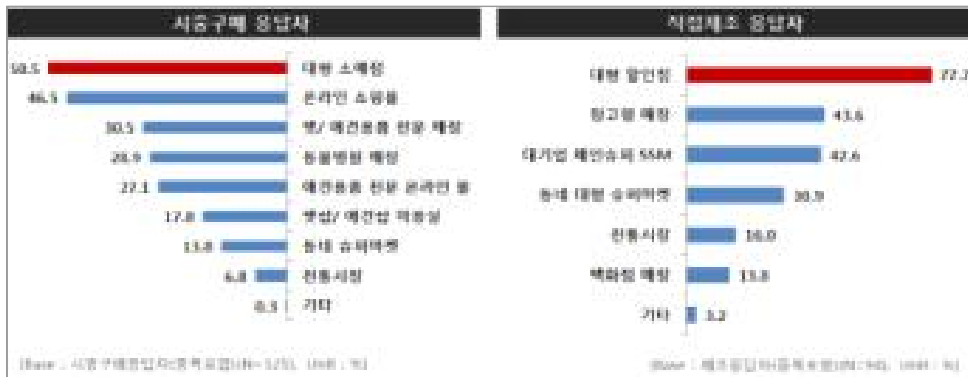 시중구매 응답자
50.5 대형 소매점
46.5 온라인 쇼핑몰
30.5 펫/ 애견용품 전문 매장
28.9 동물병원 매장
27.1 애견용품 전문 온라인 몰
17.8 펫샵/ 애견샵 미용실
13.8 동네 슈퍼마켓
6.8 전통시장
0.3 기타
직접제조 응답자
대형 할인점
창고형 매장 43.6
대기업 체인슈퍼 SSM 42.6
동네 대형 슈퍼마켓 30.9
전통시장 16.0
백화점 매장 13.8
기타 3.2